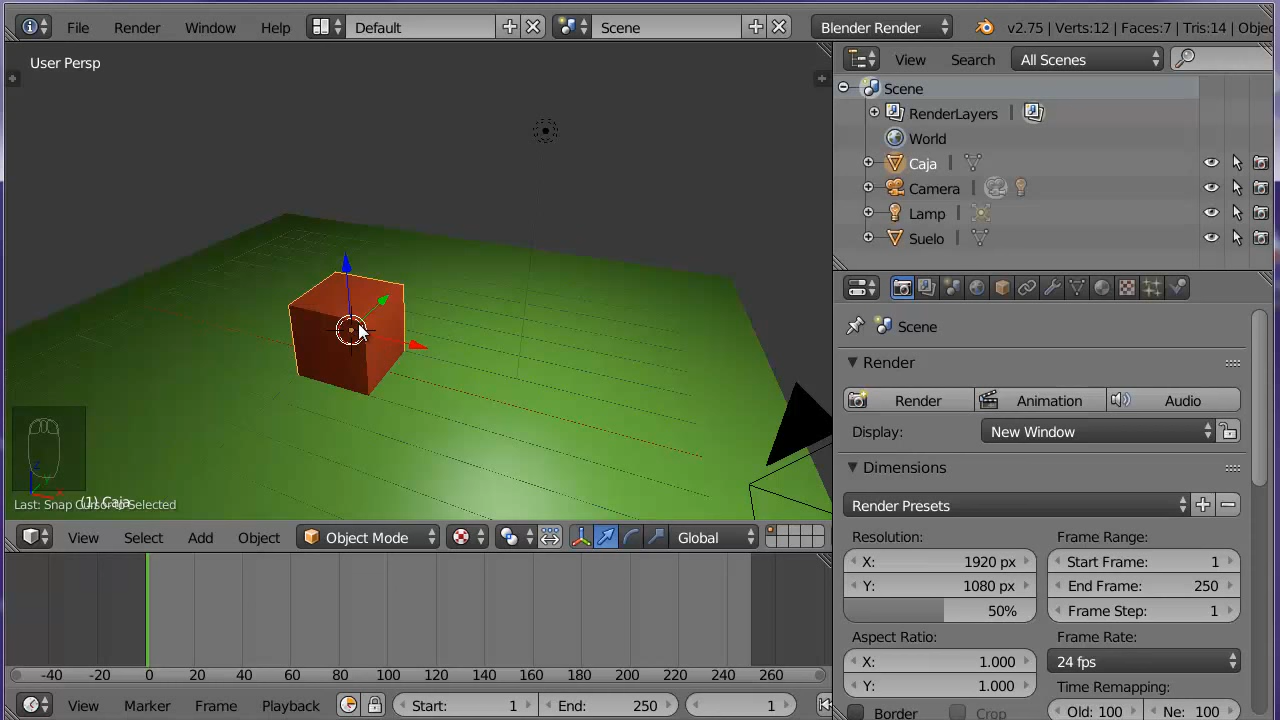 File Render Window Help Default Scene Blender Render v2.75 | Verts:12 | Faces:7 | Tris:14 | Objec
User Persp
View Search All Scenes
Scene
RenderLayers
World
Caja
Camera
Lamp
Suelo
Scene
Render
Render Animation Audio
Display: New Window
Dimensions
Render Presets
Resolution: Frame Range:
X: 1920 px Start Frame: 1
Y: 1080 px End Frame: 250
50% Frame Step: 1
Aspect Ratio: Frame Rate:
X: 1.000 24 fps
Y: 1.000 Time Remapping:
Border Crop Old: 100 Ne: 100
(1) Caja
Last: Snap Cursor to Selected
View Select Add Object Object Mode Global
-40 -20 0 20 40 60 80 100 120 140 160 180 200 220 240 260
View Marker Frame Playback Start: 1 End: 250 1